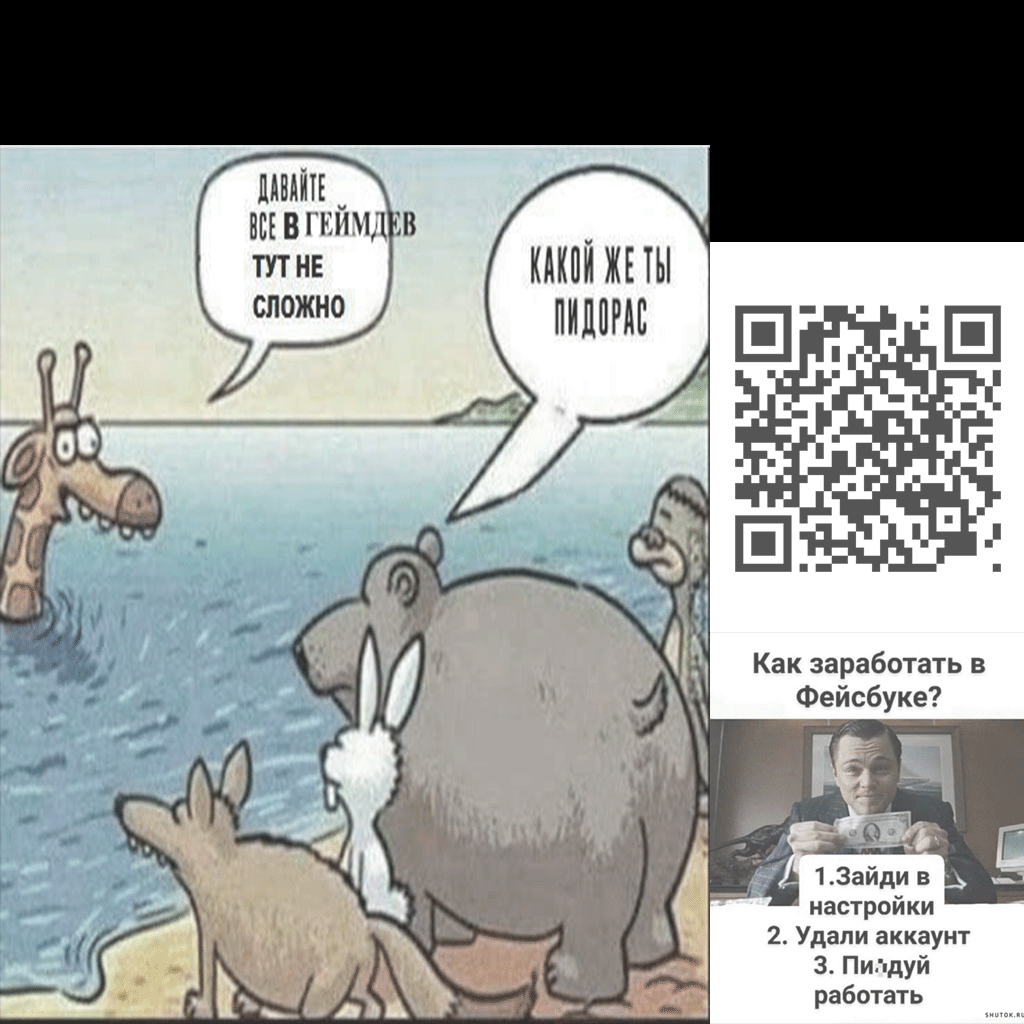 ДАВАЙТЕ
ВСЕ В ГЕЙМДЕВ
ТУТ НЕ
СЛОЖНО
КАКОЙ ЖЕ ТЫ
ПИДОРАС
Как заработать в
Фейсбуке?
1.Зайди в
настройки
2. Удали аккаунт
3. Пиздуй
работать
SHUTOK.RU